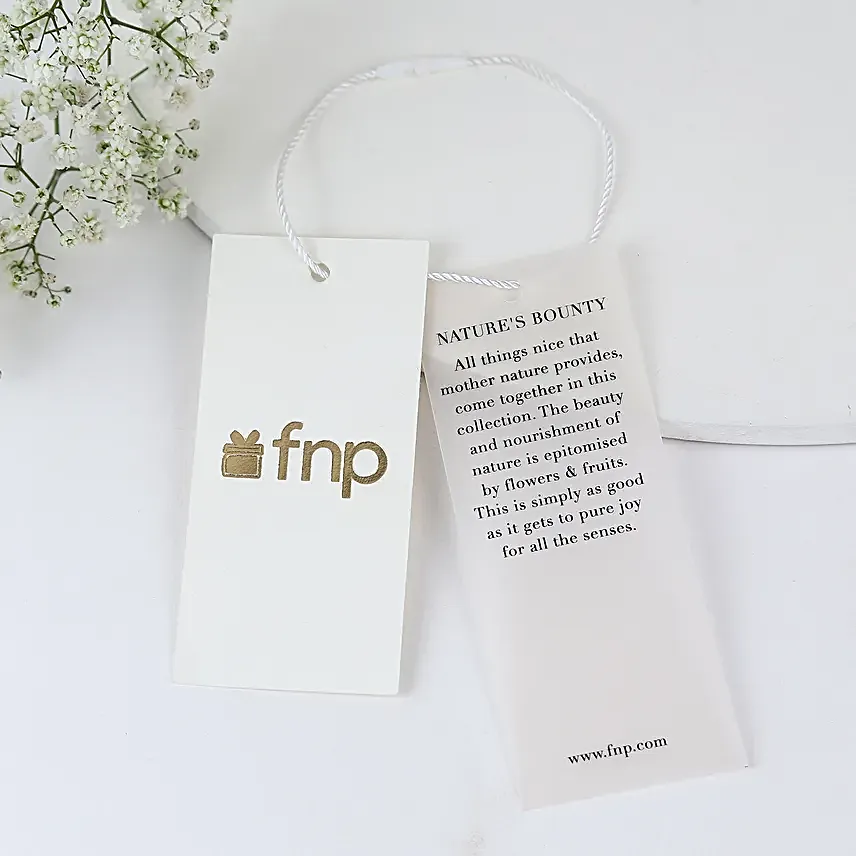 fnp
NATURE'S BOUNTY
All things nice that
mother nature provides,
come together in this
collection. The beauty
and nourishment of
nature is epitomised
by flowers & fruits.
This is simply as good
as it gets to pure joy
for all the senses.
www.fnp.com